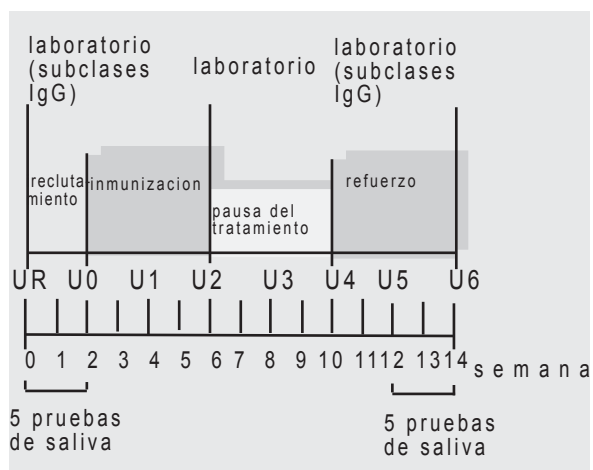 laboratorio
(subclases
IgG)
laboratorio
laboratorio
(subclases
IgG)
recluta-
miento
inmunizacion
pausa del
tratamiento
refuerzo
UR U0 U1 U2 U3 U4 U5 U6
0 1 2 3 4 5 6 7 8 9 10 11 12 13 14 semana
5 pruebas
de saliva
5 pruebas
de saliva